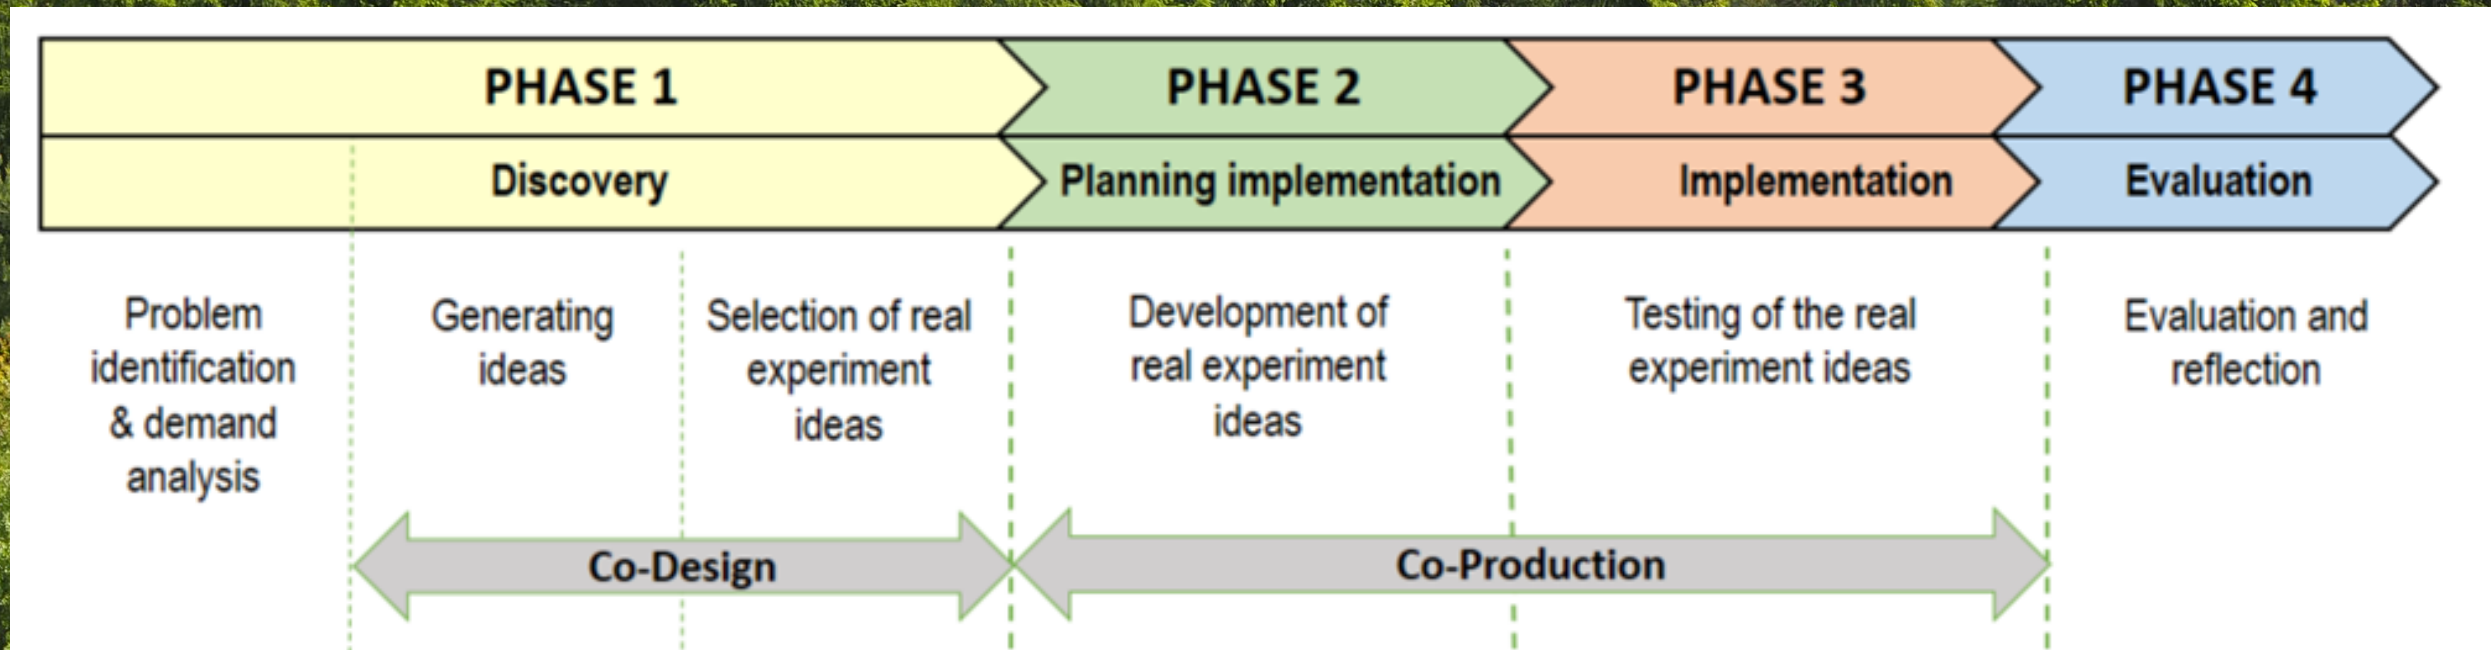 PHASE 1
PHASE 2
PHASE 3
PHASE 4
Discovery
Planning implementation
Implementation
Evaluation
Problem
identification
& demand
analysis
Generating
ideas
Selection of real
experiment
ideas
Development of
real experiment
ideas
Testing of the real
experiment ideas
Evaluation and
reflection
Co-Design
Co-Production